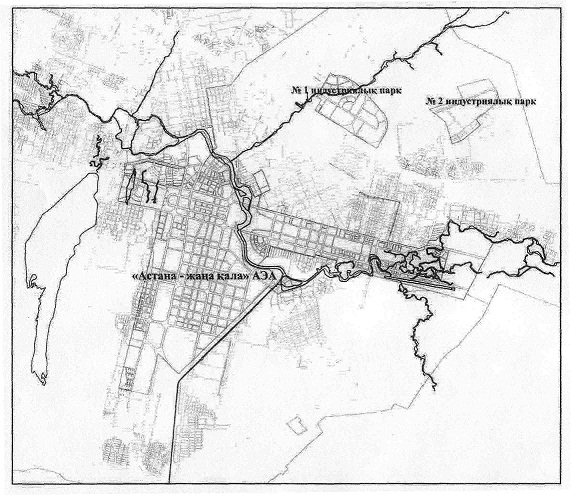 № 1 индустриялық парк
№ 2 индустриялық парк
«Астана - жаңа қала» АЭА